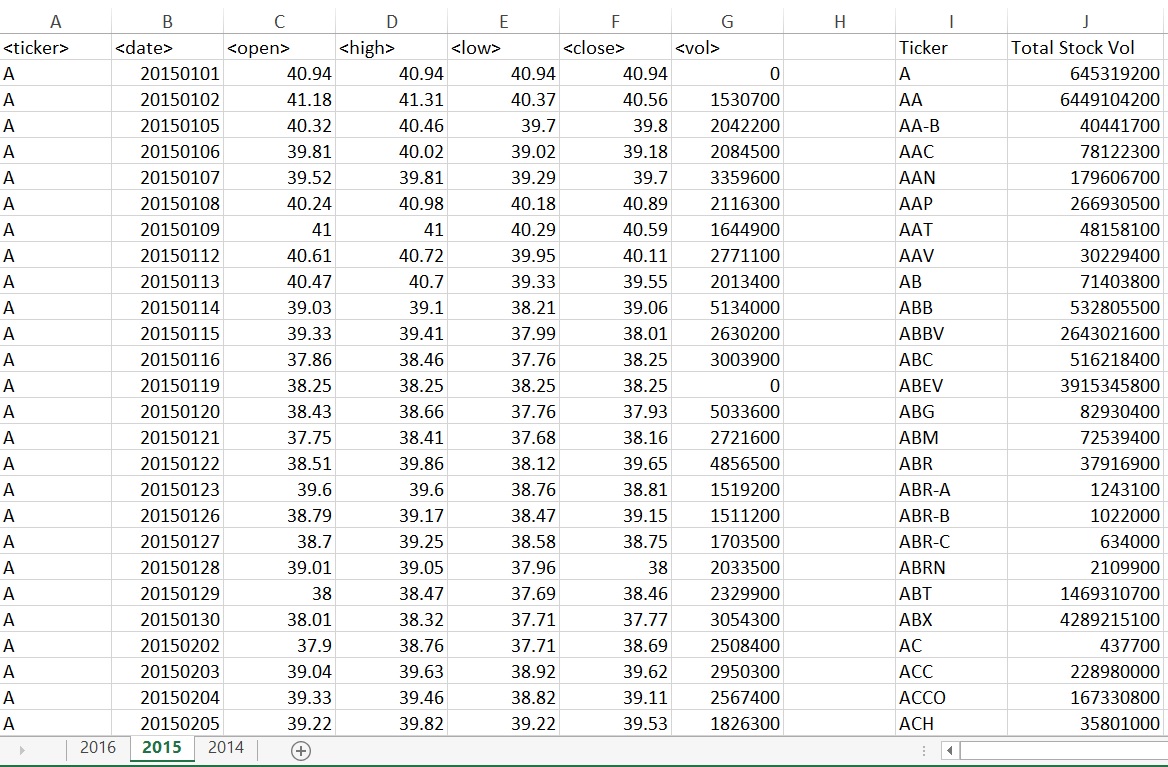 A B C D E F G H I J
<ticker> <date> <open> <high> <low> <close> <vol> Ticker Total Stock Vol
A 20150101 40.94 40.94 40.94 40.94 0 A 645319200
A 20150102 41.18 41.31 40.37 40.56 1530700 AA 6449104200
A 20150105 40.32 40.46 39.7 39.8 2042200 AA-B 40441700
A 20150106 39.81 40.02 39.02 39.18 2084500 AAC 78122300
A 20150107 39.52 39.81 39.29 39.7 3359600 AAN 179606700
A 20150108 40.24 40.98 40.18 40.89 2116300 AAP 266930500
A 20150109 41 41 40.29 40.59 1644900 AAT 48158100
A 20150112 40.61 40.72 39.95 40.11 2771100 AAV 30229400
A 20150113 40.47 40.7 39.33 39.55 2013400 AB 71403800
A 20150114 39.03 39.1 38.21 39.06 5134000 ABB 532805500
A 20150115 39.33 39.41 37.99 38.01 2630200 ABBV 2643021600
A 20150116 37.86 38.46 37.76 38.25 3003900 ABC 516218400
A 20150119 38.25 38.25 38.25 38.25 0 ABEV 3915345800
A 20150120 38.43 38.66 37.76 37.93 5033600 ABG 82930400
A 20150121 37.75 38.41 37.68 38.16 2721600 ABM 72539400
A 20150122 38.51 39.86 38.12 39.65 4856500 ABR 37916900
A 20150123 39.6 39.6 38.76 38.81 1519200 ABR-A 1243100
A 20150126 38.79 39.17 38.47 39.15 1511200 ABR-B 1022000
A 20150127 38.7 39.25 38.58 38.75 1703500 ABR-C 634000
A 20150128 39.01 39.05 37.96 38 2033500 ABRN 2109900
A 20150129 38 38.47 37.69 38.46 2329900 ABT 1469310700
A 20150130 38.01 38.32 37.71 37.77 3054300 ABX 4289215100
A 20150202 37.9 38.76 37.71 38.69 2508400 AC 437700
A 20150203 39.04 39.63 38.92 39.62 2950300 ACC 228980000
A 20150204 39.33 39.46 38.82 39.11 2567400 ACCO 167330800
A 20150205 39.22 39.82 39.22 39.53 1826300 ACH 35801000
2016 2015 2014